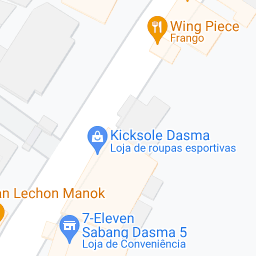 Wing Piece
Frango
Kicksole Dasma
Loja de roupas esportivas
an Lechon Manok
7-Eleven
Sabang Dasma 5
Loja de Conveniência